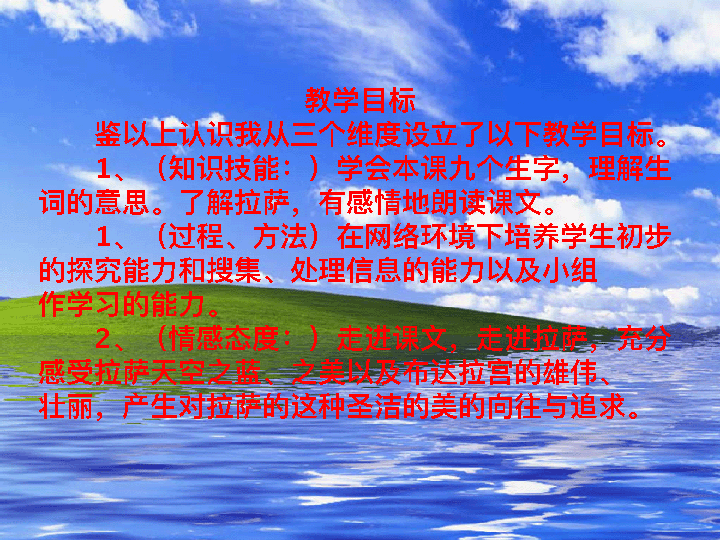 教学目标
鉴以上认识我从三个维度设立了以下教学目标。
1、（知识技能：）学会本课九个生字，理解生
词的意思。了解拉萨，有感情地朗读课文。
1、（过程、方法）在网络环境下培养学生初步
的探究能力和搜集、处理信息的能力以及小组
作学习的能力。
2、（情感态度：）走进课文，走进拉萨，充分
感受拉萨天空之蓝、之美以及布达拉宫的雄伟、
壮丽，产生对拉萨的这种圣洁的美的向往与追求。